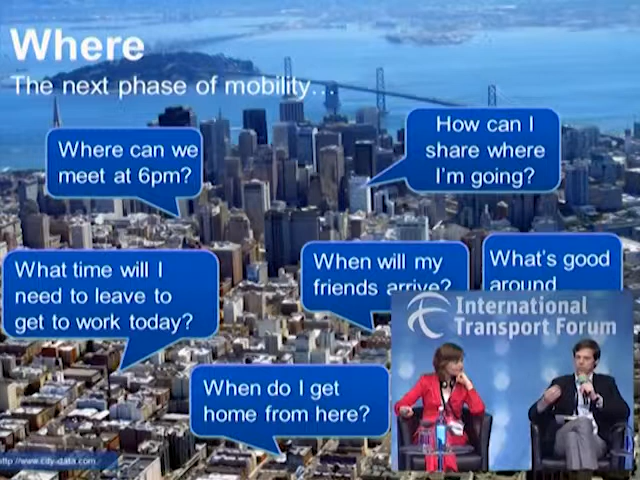 Where
The next phase of mobility...
Where can we
meet at 6pm?
How can I
share where
I'm going?
What time will I
need to leave to
get to work today?
When will my
friends arrive?
What's good
around
When do I get
home from here?
International
Transport Forum
http://www.city-data.com